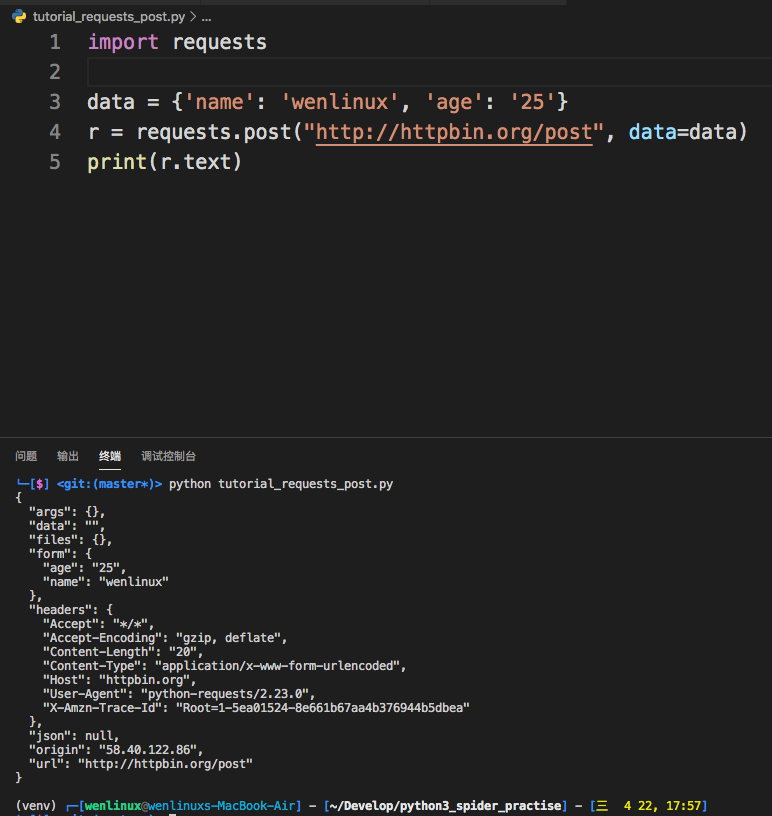 tutorial_requests_post.py > ...
1 import requests
2
3 data = {'name': 'wenlinux', 'age': '25'}
4 r = requests.post("http://httpbin.org/post", data=data)
5 print(r.text)
问题 输出 终端 调试控制台
└─[$] <git:(master*)> python tutorial_requests_post.py
{
  "args": {},
  "data": "",
  "files": {},
  "form": {
    "age": "25",
    "name": "wenlinux"
  },
  "headers": {
    "Accept": "*/*",
    "Accept-Encoding": "gzip, deflate",
    "Content-Length": "20",
    "Content-Type": "application/x-www-form-urlencoded",
    "Host": "httpbin.org",
    "User-Agent": "python-requests/2.23.0",
    "X-Amzn-Trace-Id": "Root=1-5ea01524-8e661b67aa4b376944b5dbea"
  },
  "json": null,
  "origin": "58.40.122.86",
  "url": "http://httpbin.org/post"
}
(venv) ┌─[wenlinux@wenlinuxs-MacBook-Air] - [~/Develop/python3_spider_practise] - [三  4 22, 17:57]